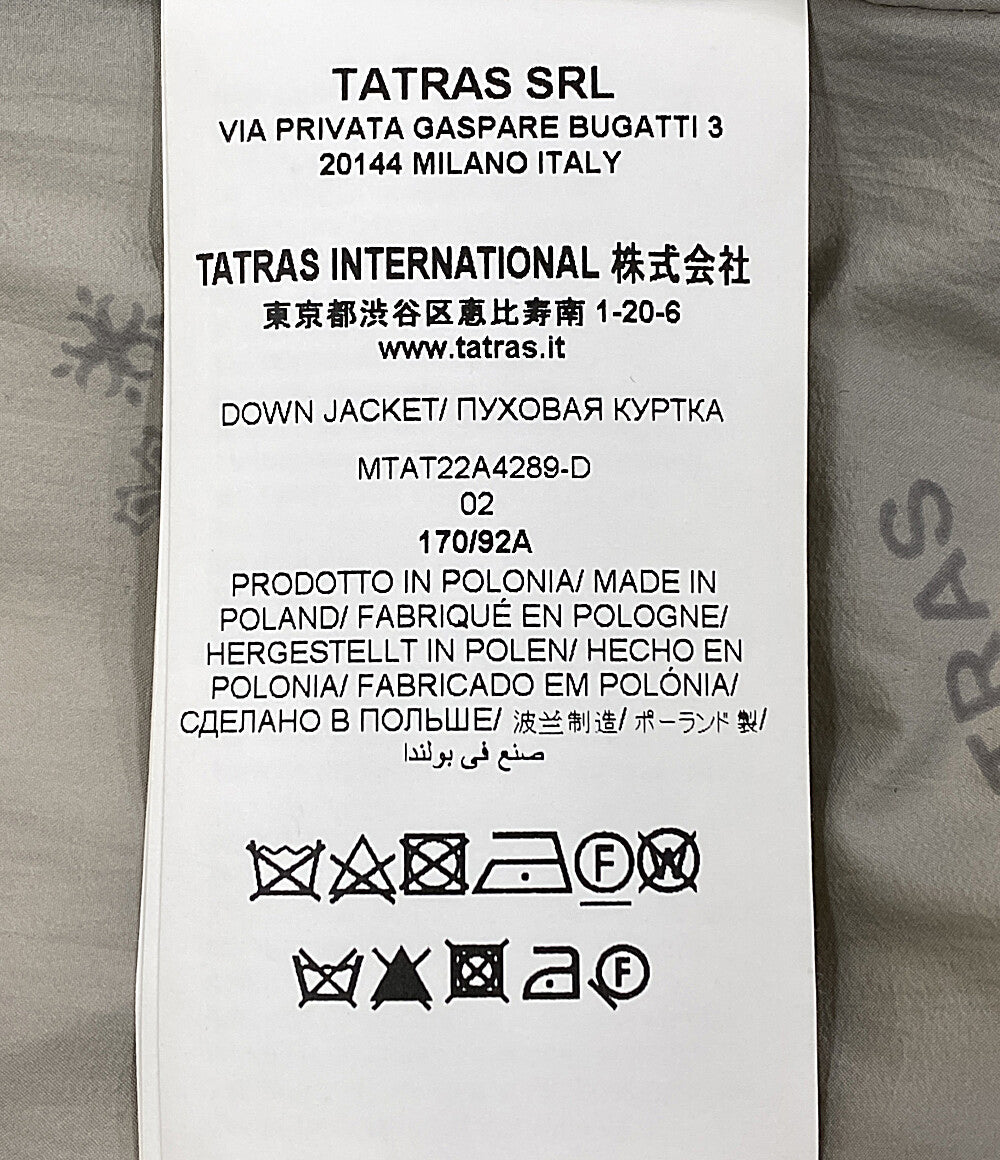 TATRAS SRL
VIA PRIVATA GASPARE BUGATTI 3
20144 MILANO ITALY
TATRAS INTERNATIONAL 株式会社
東京都渋谷区恵比寿南 1-20-6
www.tatras.it
DOWN JACKET/ ПУХОВАЯ КУРТКА
MTAT22A4289-D
02
170/92A
PRODOTTO IN POLONIA/ MADE IN
POLAND/ FABRIQUÉ EN POLOGNE/
HERGESTELLT IN POLEN/ HECHO EN
POLONIA/ FABRICADO EM POLÓNIA/
СДЕЛАНО В ПОЛЬШЕ/ 波兰制造/ ポーランド製/
صنع في بولندا
F W
F
RAS